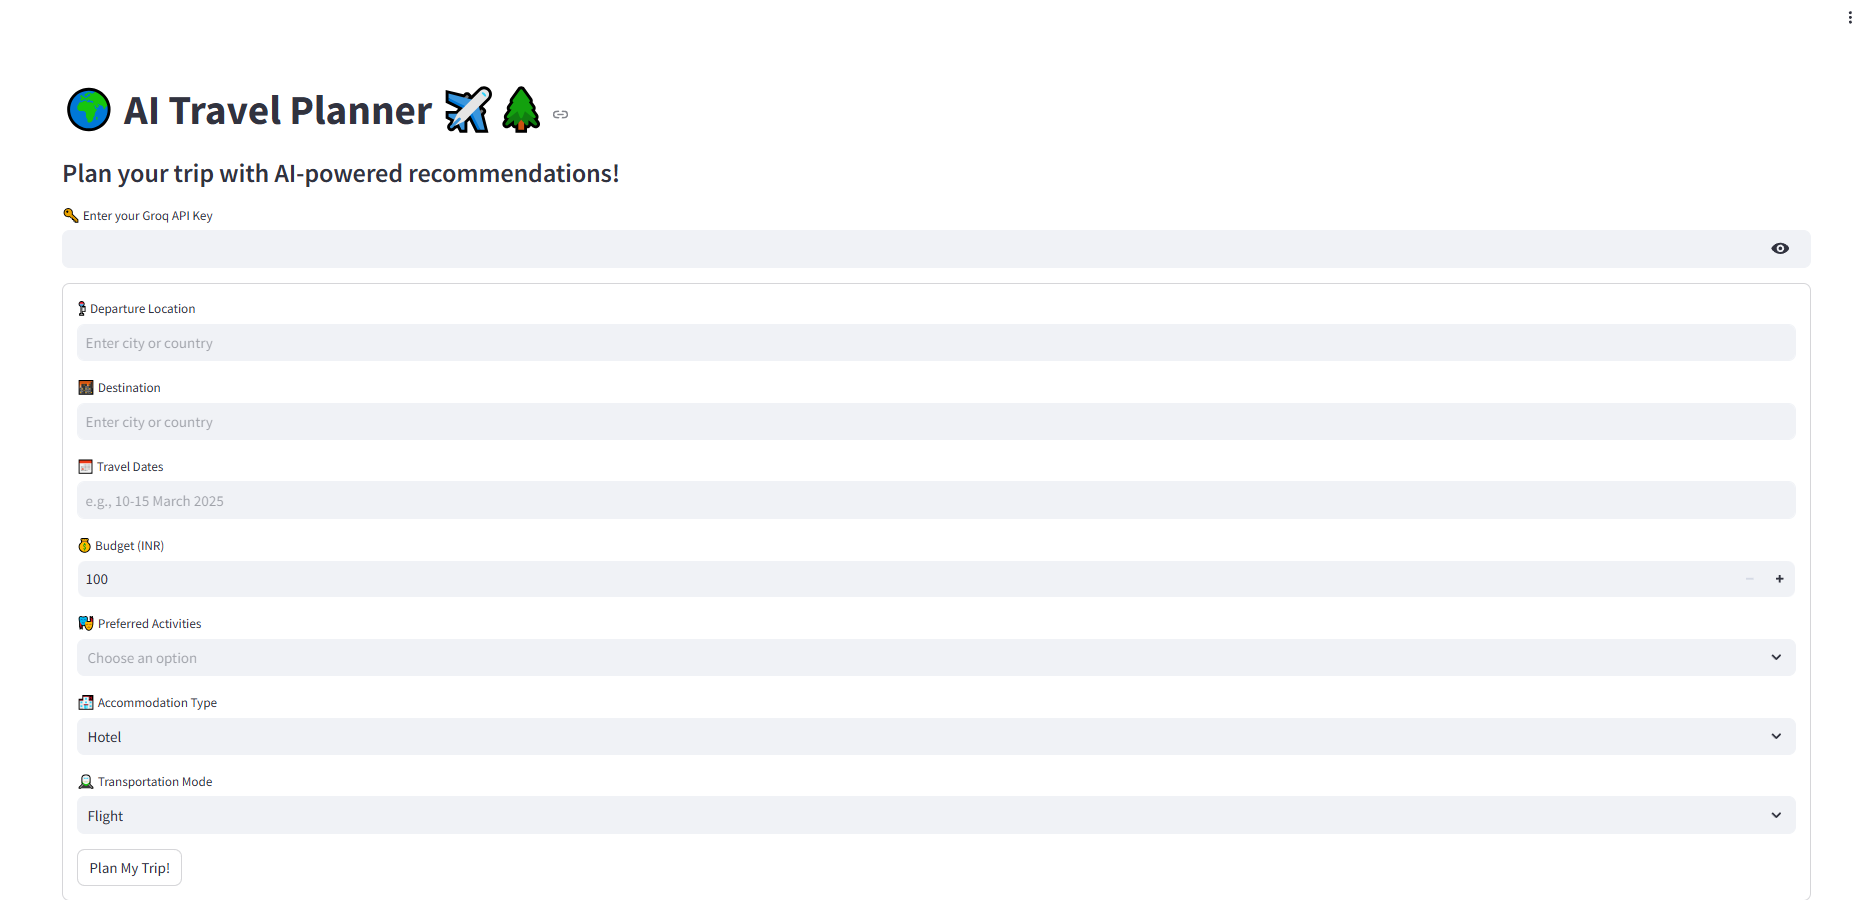 AI Travel Planner
Plan your trip with AI-powered recommendations!
Enter your Groq API Key
Departure Location
Enter city or country
Destination
Enter city or country
Travel Dates
e.g., 10-15 March 2025
Budget (INR)
100
Preferred Activities
Choose an option
Accommodation Type
Hotel
Transportation Mode
Flight
Plan My Trip!